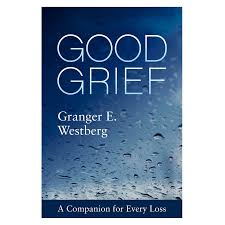 GOOD
GRIEF
Granger E.
Westberg
A Companion for Every Loss